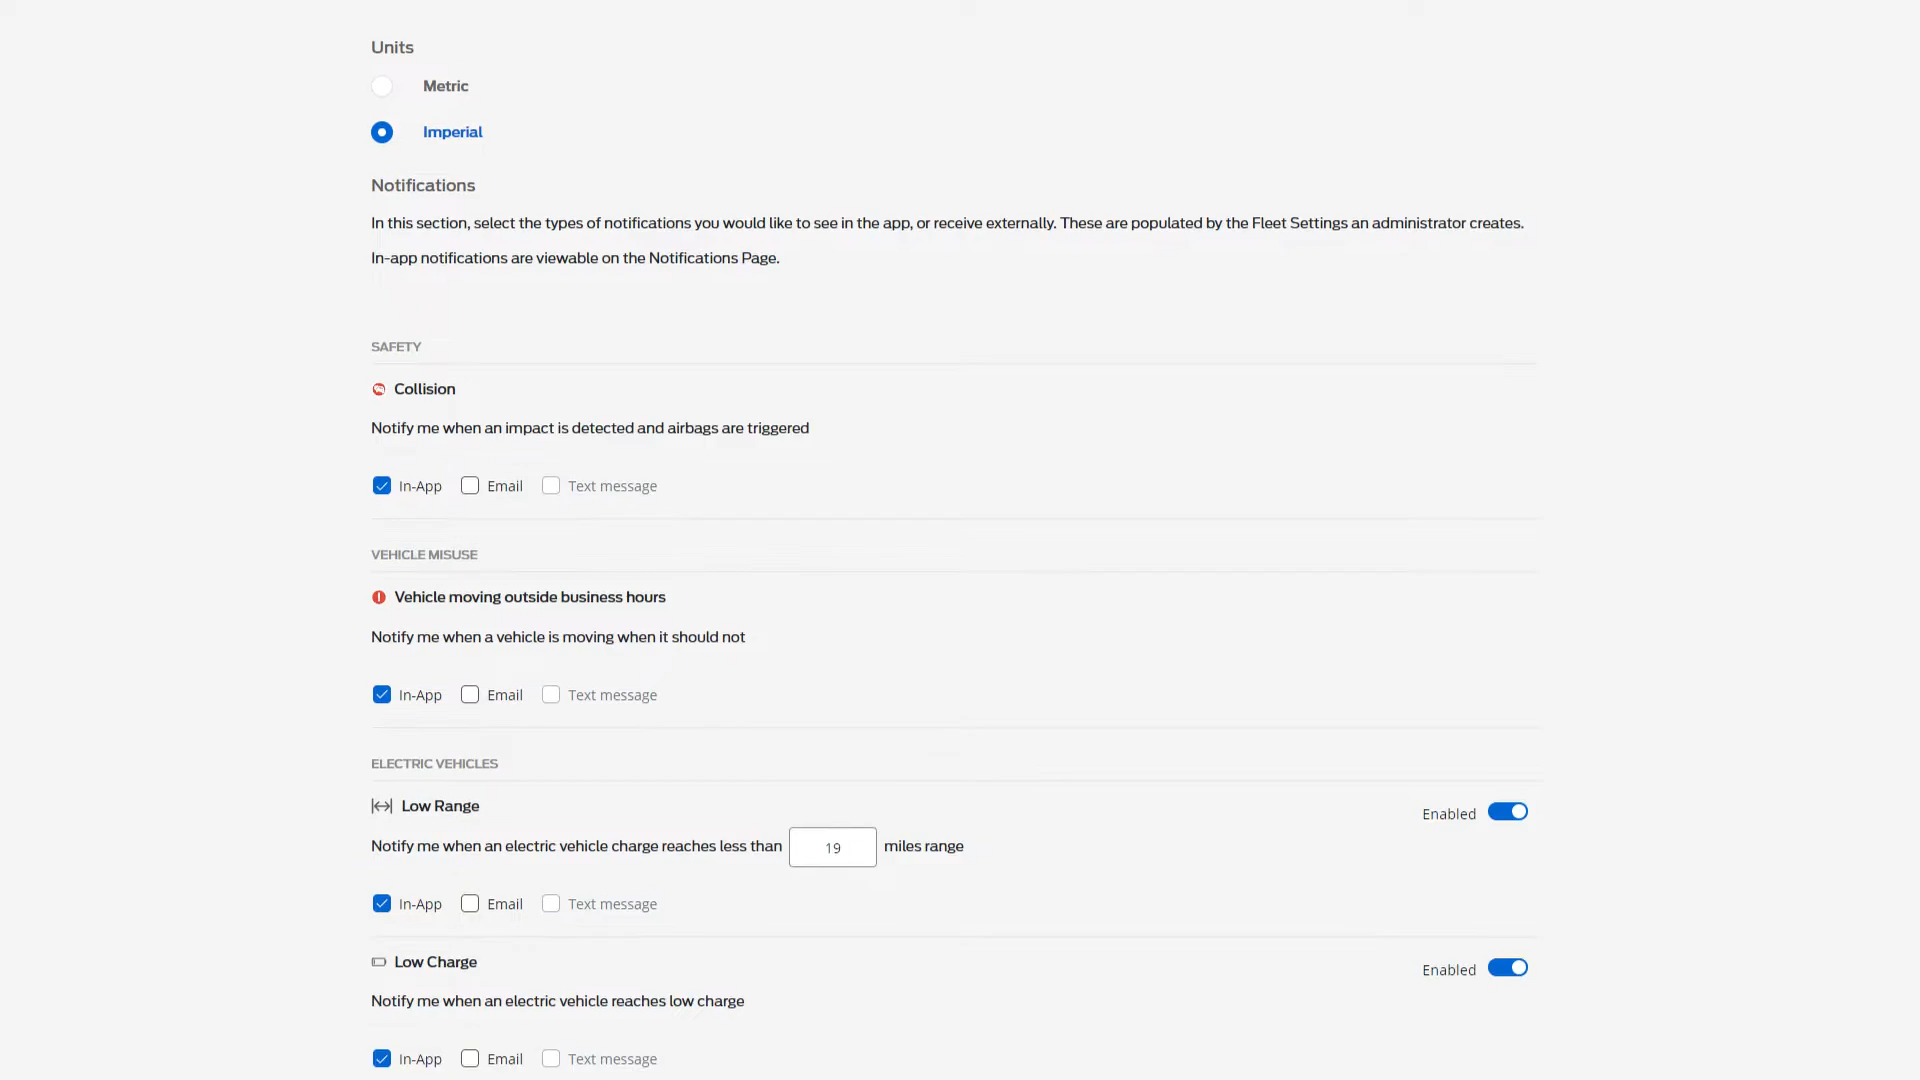 Units
Metric
Imperial
Notifications
In this section, select the types of notifications you would like to see in the app, or receive externally. These are populated by the Fleet Settings an administrator creates.
In-app notifications are viewable on the Notifications Page.
SAFETY
Collision
Notify me when an impact is detected and airbags are triggered
In-App Email Text message
VEHICLE MISUSE
Vehicle moving outside business hours
Notify me when a vehicle is moving when it should not
In-App Email Text message
ELECTRIC VEHICLES
Low Range Enabled
Notify me when an electric vehicle charge reaches less than 19 miles range
In-App Email Text message
Low Charge Enabled
Notify me when an electric vehicle reaches low charge
In-App Email Text message